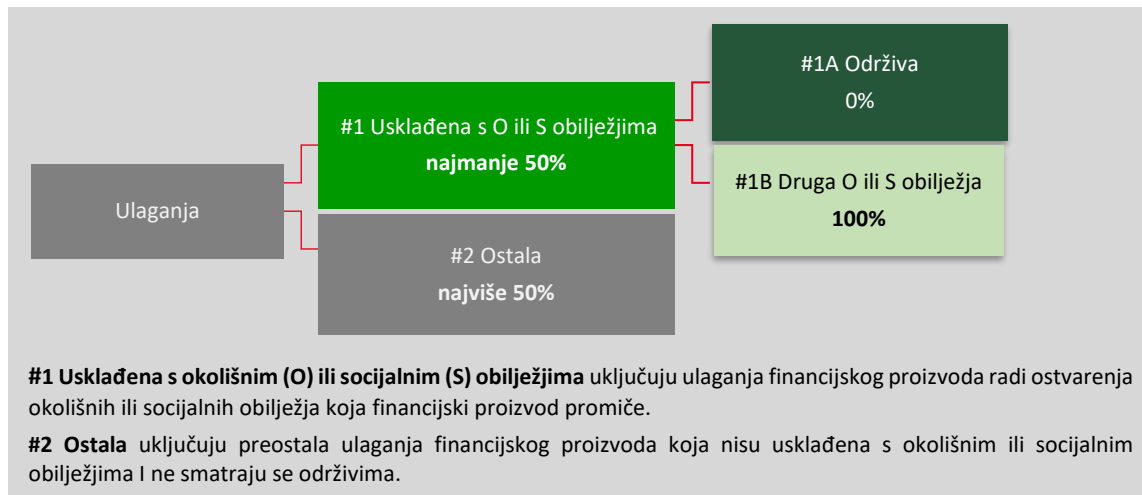 #1A Održiva
0%
#1 Usklađena s O ili S obilježjima
najmanje 50%
#1B Druga O ili S obilježja
100%
Ulaganja
#2 Ostala
najviše 50%
#1 Usklađena s okolišnim (O) ili socijalnim (S) obilježjima uključuju ulaganja financijskog proizvoda radi ostvarenja
okolišnih ili socijalnih obilježja koja financijski proizvod promiče.
#2 Ostala uključuju preostala ulaganja financijskog proizvoda koja nisu usklađena s okolišnim ili socijalnim
obilježjima I ne smatraju se održivima.